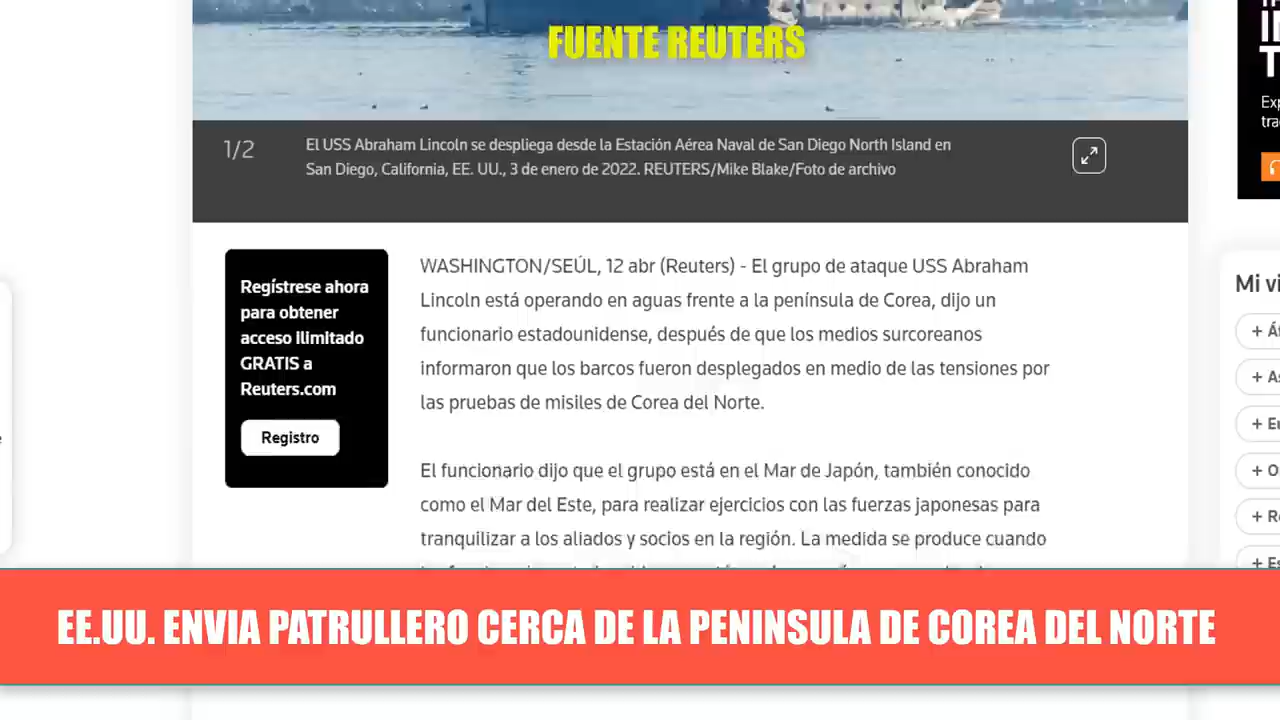 FUENTE REUTERS
1/2
El USS Abraham Lincoln se despliega desde la Estación Aérea Naval de San Diego North Island en
San Diego, California, EE. UU., 3 de enero de 2022. REUTERS/Mike Blake/Foto de archivo
Regístrese ahora
para obtener
acceso ilimitado
GRATIS a
Reuters.com
Registro
WASHINGTON/SEÚL, 12 abr (Reuters) - El grupo de ataque USS Abraham
Lincoln está operando en aguas frente a la península de Corea, dijo un
funcionario estadounidense, después de que los medios surcoreanos
informaron que los barcos fueron desplegados en medio de las tensiones por
las pruebas de misiles de Corea del Norte.
El funcionario dijo que el grupo está en el Mar de Japón, también conocido
como el Mar del Este, para realizar ejercicios con las fuerzas japonesas para
tranquilizar a los aliados y socios en la región. La medida se produce cuando
Mi vi
EE.UU. ENVIA PATRULLERO CERCA DE LA PENINSULA DE COREA DEL NORTE